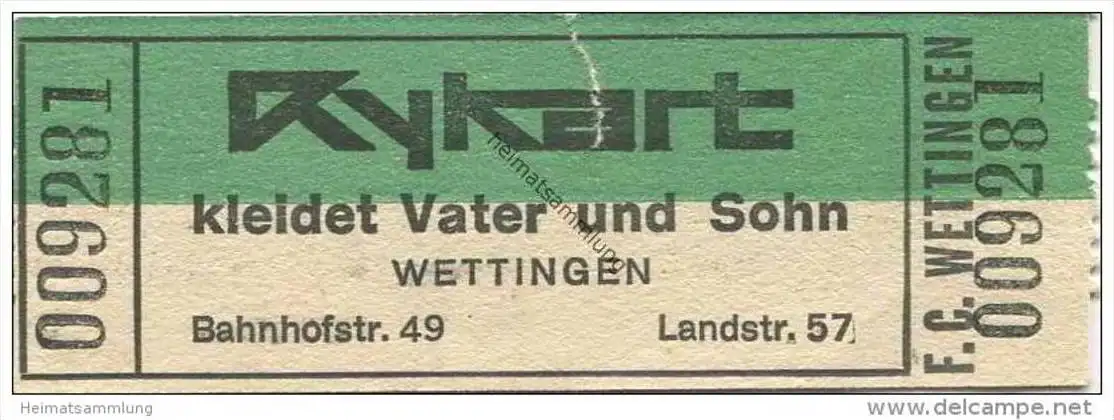 009281
Rykart
kleidet Vater und Sohn
WETTINGEN
Bahnhofstr. 49 Landstr. 57
F.C. WETTINGEN
009281
heimatsammlung
Heimatsammlung
www.delcampe.net